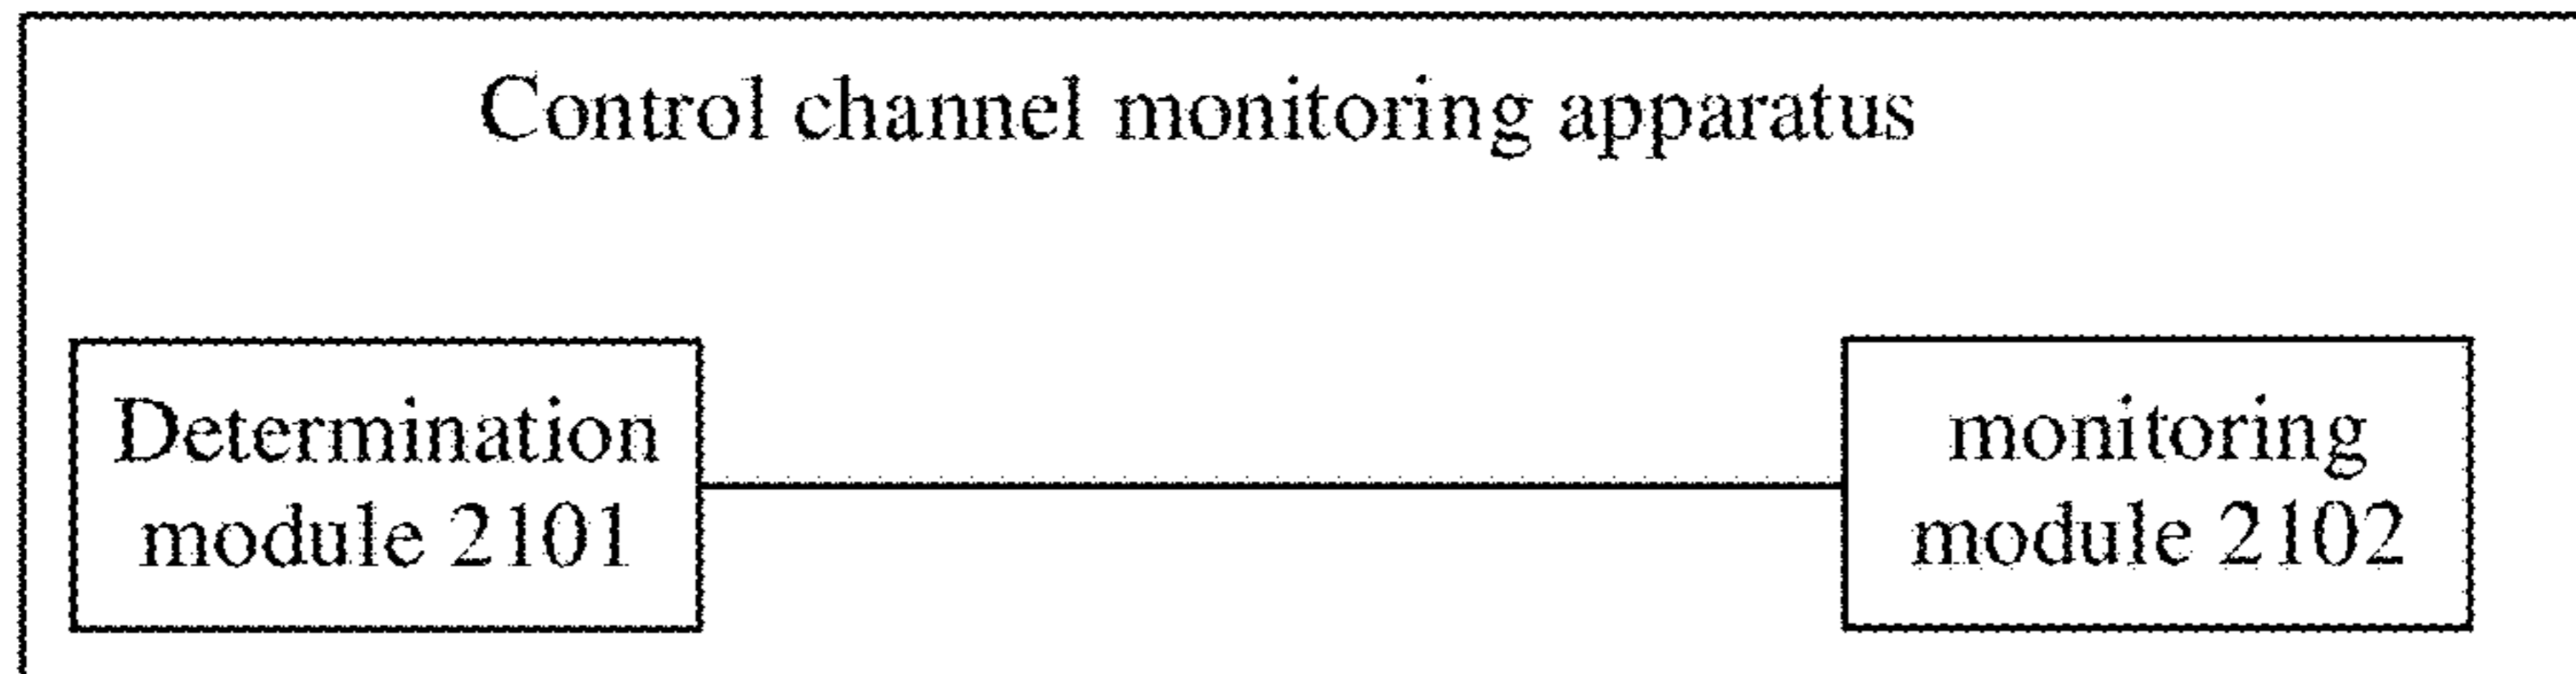 Control channel monitoring apparatus
Determination
module 2101
monitoring
module 2102